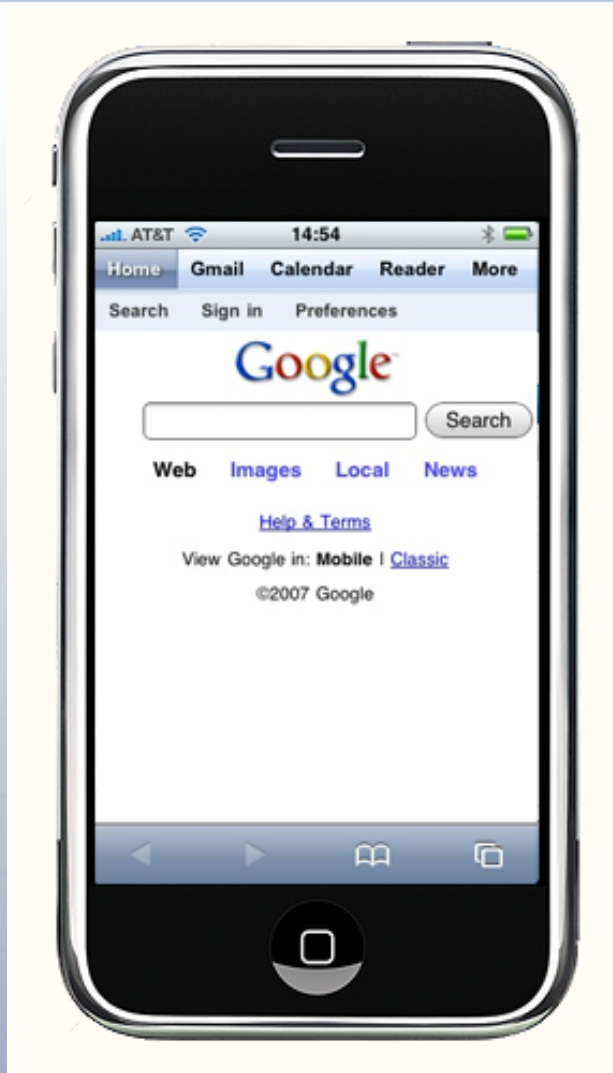 AT&T 14:54
Home Gmail Calendar Reader More
Search Sign in Preferences
Google
Search
Web Images Local News
Help & Terms
View Google in: Mobile | Classic
©2007 Google